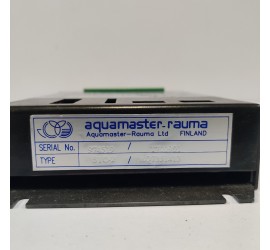 aquamaster-rauma
Aquamaster-Rauma Ltd FINLAND
SERIAL No. /
TYPE /